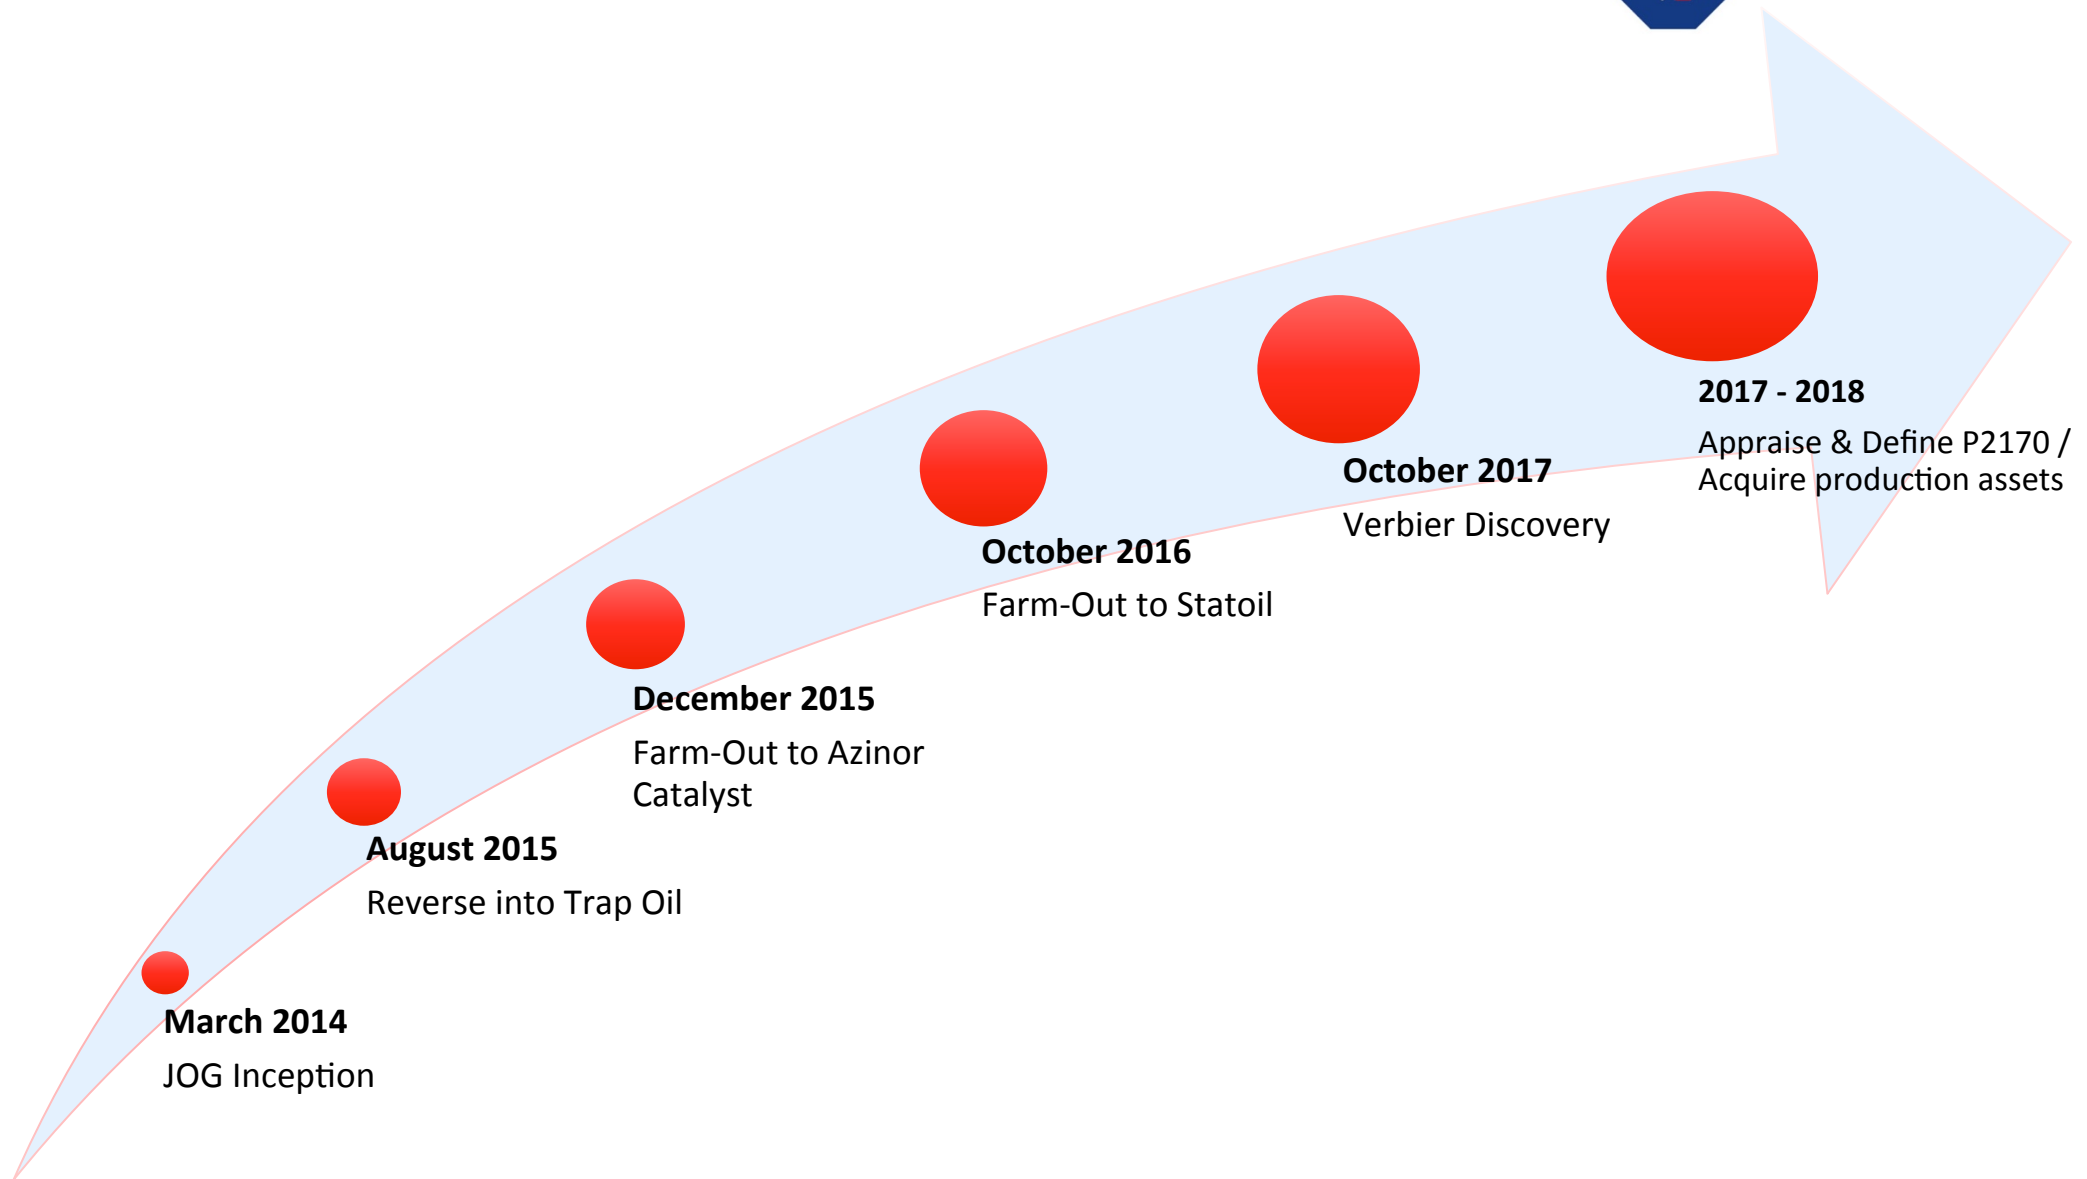 March 2014
JOG Inception
August 2015
Reverse into Trap Oil
December 2015
Farm-Out to Azinor
Catalyst
October 2016
Farm-Out to Statoil
October 2017
Verbier Discovery
2017 - 2018
Appraise & Define P2170 /
Acquire production assets